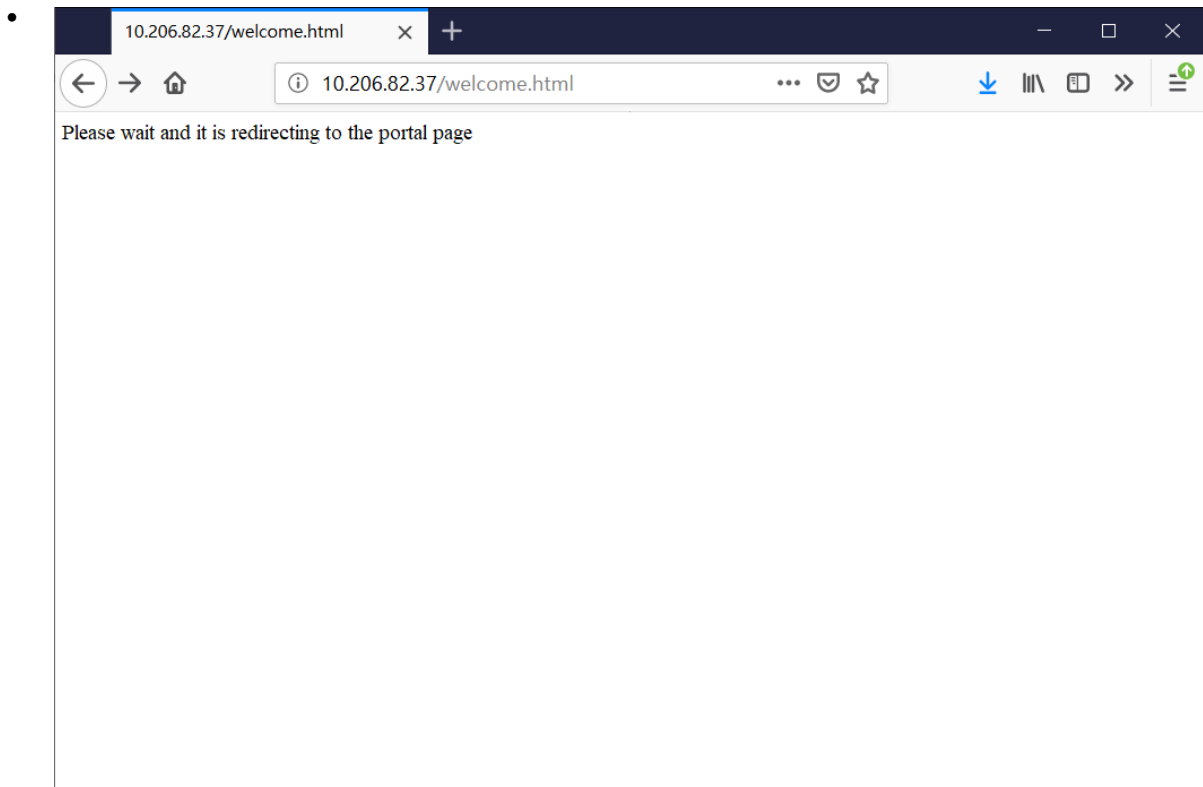 10.206.82.37/welcome.html
10.206.82.37/welcome.html
Please wait and it is redirecting to the portal page